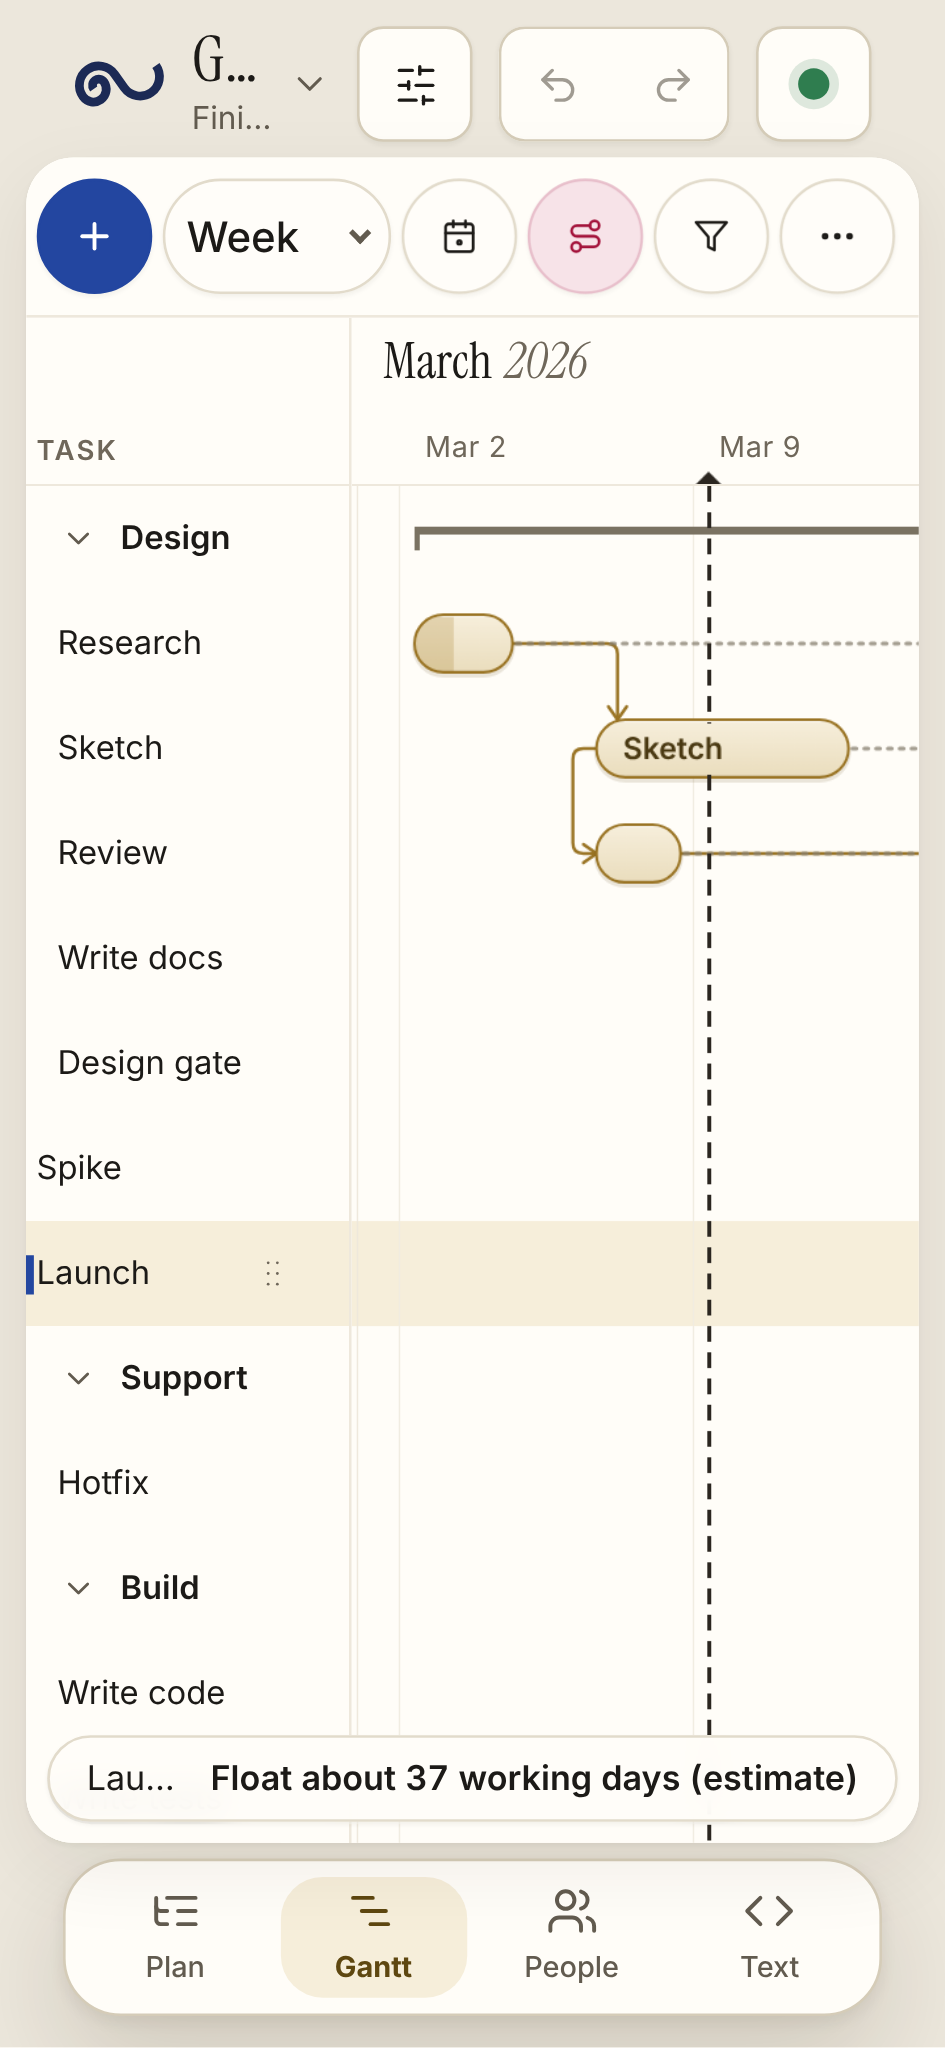 G...
Fini...
Week
March 2026
TASK
Mar 2
Mar 9
Design
Research
Sketch
Sketch
Review
Write docs
Design gate
Spike
Launch
Support
Hotfix
Build
Write code
Lau... Float about 37 working days (estimate)
Plan
Gantt
People
Text